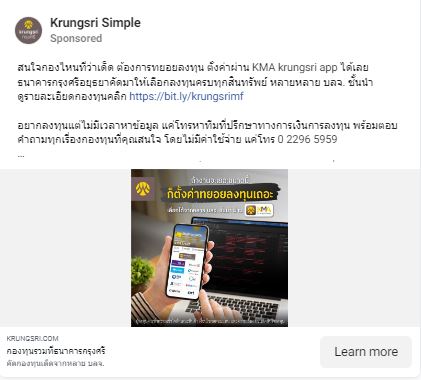 Krungsri Simple
Sponsored
สนใจกองไหนที่ว่าเด็ด ต้องการทยอยลงทุน ตั้งค่าผ่าน KMA krungsri app ได้เลย
ธนาคารกรุงศรีอยุธยาคัดมาให้เลือกลงทุนครบทุกสินทรัพย์ หลายหลาย บลจ. ชั้นนำ
ดูรายละเอียดกองทุนคลิก https://bit.ly/krungsrimf
อยากลงทุนแต่ไม่มีเวลาหาข้อมูล แค่โทรหาทีมที่ปรึกษาทางการเงินการลงทุน พร้อมตอบ
คำถามทุกเรื่องกองทุนที่คุณสนใจ โดยไม่มีค่าใช้จ่าย แค่โทร 0 2296 5959
...
ก็ตั้งค่าทยอยลงทุนเถอะ
KMA
KRUNGSRI.COM
กองทุนรวมที่ธนาคารกรุงศรี
คัดกองทุนเด็ดจากหลาย บลจ.
Learn more